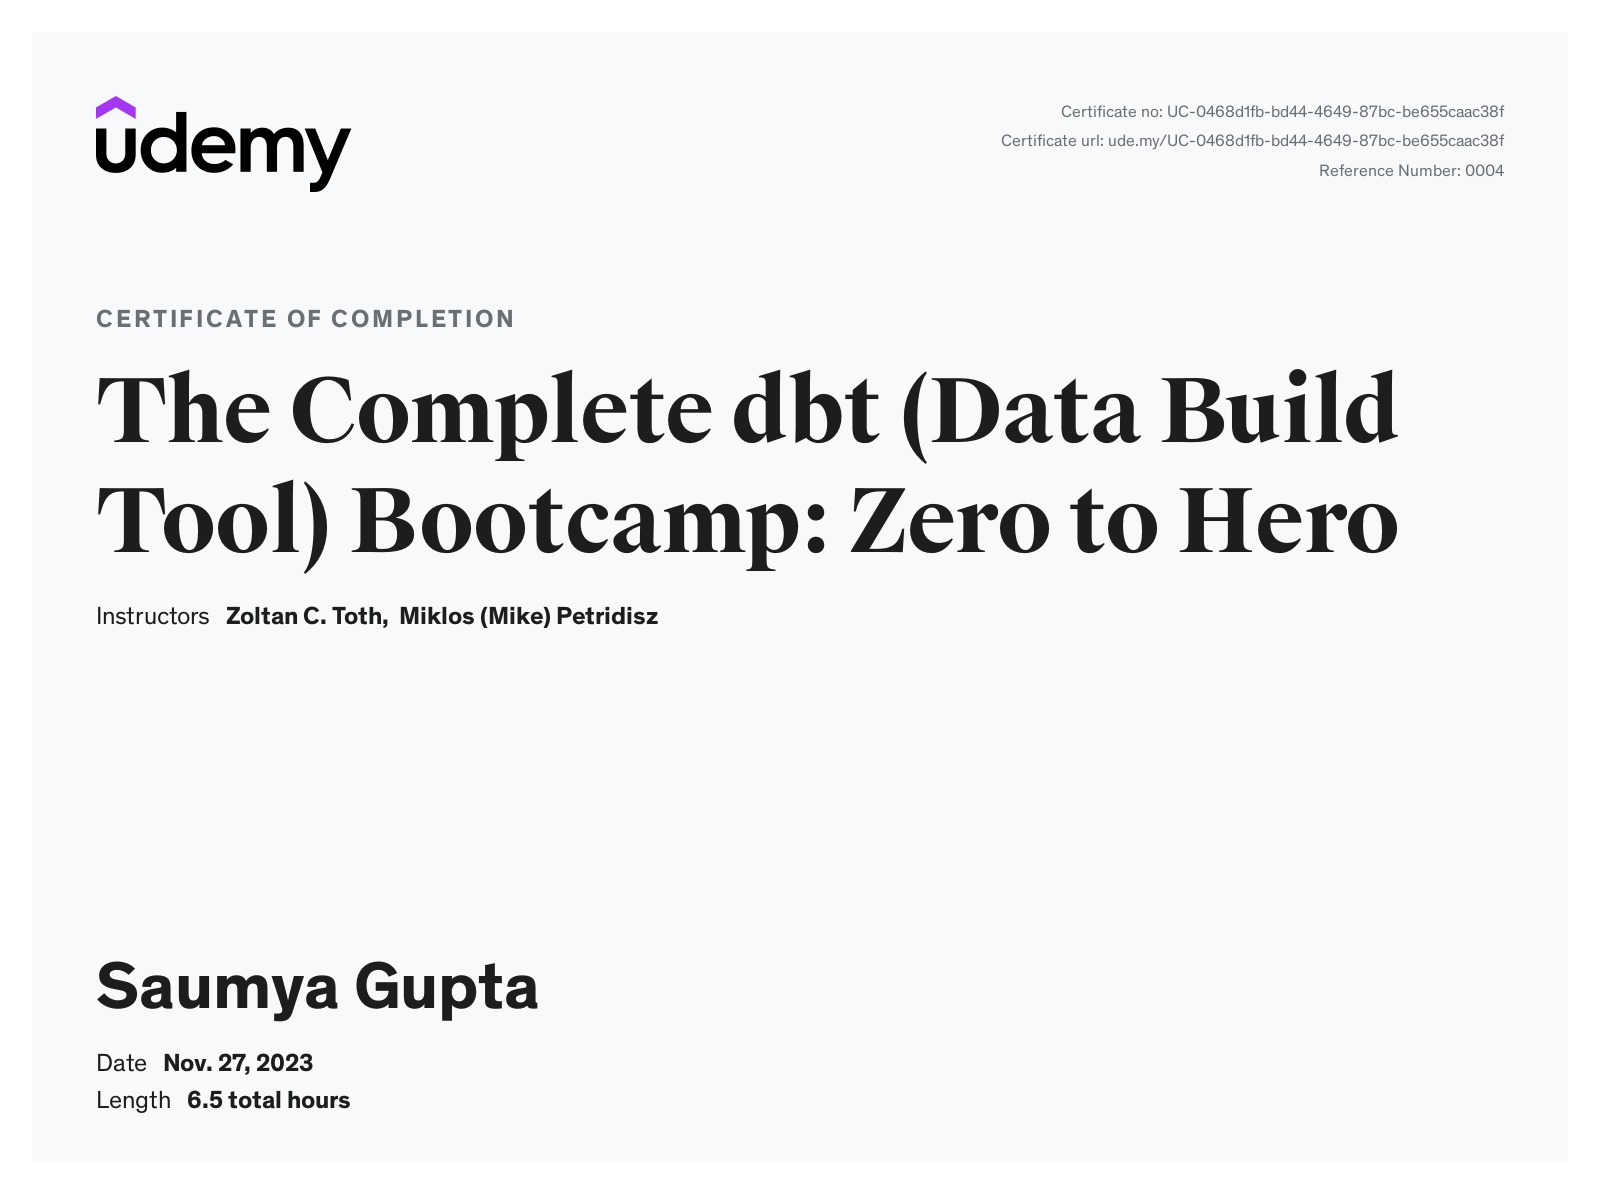 udemy
Certificate no: UC-0468d1fb-bd44-4649-87bc-be655caac38f
Certificate url: ude.my/UC-0468d1fb-bd44-4649-87bc-be655caac38f
Reference Number: 0004
CERTIFICATE OF COMPLETION
The Complete dbt (Data Build
Tool) Bootcamp: Zero to Hero
Instructors Zoltan C. Toth, Miklos (Mike) Petridisz
Saumya Gupta
Date Nov. 27, 2023
Length 6.5 total hours